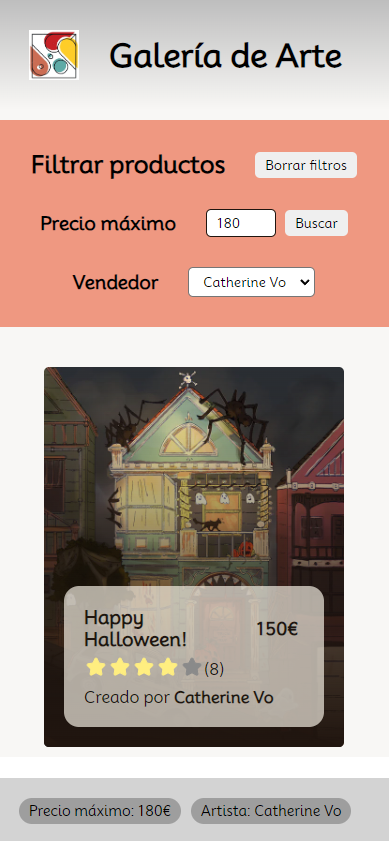 Galería de Arte
Filtrar productos
Borrar filtros
Precio máximo
180
Buscar
Vendedor
Catherine Vo
Happy
Halloween!
150€
(8)
Creado por Catherine Vo
Precio máximo: 180€
Artista: Catherine Vo